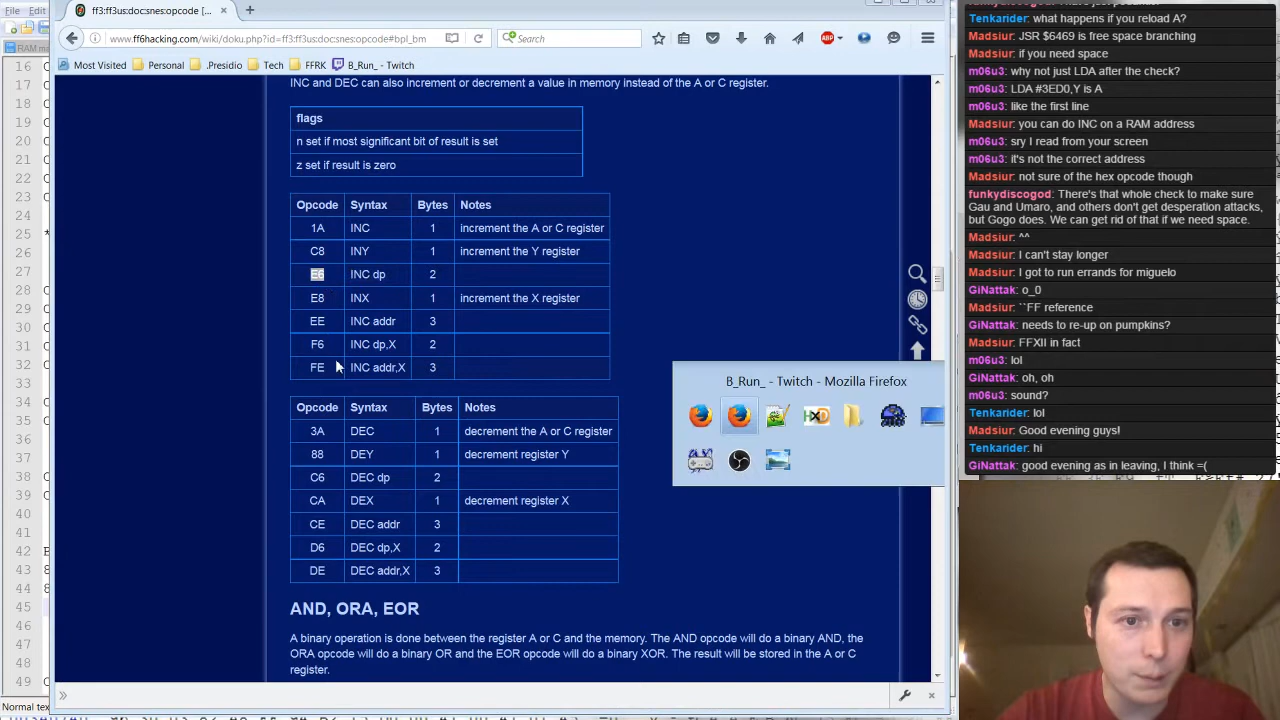 File Edit
ff3:ff3us:doc:snes:opcode [...
www.ff6hacking.com/wiki/doku.php?id=ff3:ff3us:doc:snes:opcode#bpl_bm
Search
Most Visited Personal .Presidio Tech FFRK B_Run_ - Twitch
INC and DEC can also increment or decrement a value in memory instead of the A or C register.
flags
n set if most significant bit of result is set
z set if result is zero
Opcode Syntax Bytes Notes
1A INC 1 increment the A or C register
C8 INY 1 increment the Y register
E6 INC dp 2
E8 INX 1 increment the X register
EE INC addr 3
F6 INC dp,X 2
FE INC addr,X 3
Opcode Syntax Bytes Notes
3A DEC 1 decrement the A or C register
88 DEY 1 decrement register Y
C6 DEC dp 2
CA DEX 1 decrement register X
CE DEC addr 3
D6 DEC dp,X 2
DE DEC addr,X 3
AND, ORA, EOR
A binary operation is done between the register A or C and the memory. The AND opcode will do a binary AND, the
ORA opcode will do a binary OR and the EOR opcode will do a binary XOR. The result will be stored in the A or C
register.
B_Run_ - Twitch - Mozilla Firefox
Normal text
Tenkarider: what happens if you reload A?
Madsiur: JSR $6469 is free space branching
Madsiur: if you need space
m06u3: why not just LDA after the check?
m06u3: LDA #3ED0,Y is A
m06u3: like the first line
Madsiur: you can do INC on a RAM address
m06u3: sry I read from your screen
m06u3: it's not the correct address
Madsiur: not sure of the hex opcode though
funkydiscogod: There's that whole check to make sure
Gau and Umaro, and others don't get desperation attacks,
but Gogo does. We can get rid of that if we need space.
Madsiur: ^^
Madsiur: I can't stay longer
Madsiur: I got to run errands for miguelo
GiNattak: o_0
Madsiur: ``FF reference
GiNattak: needs to re-up on pumpkins?
Madsiur: FFXII in fact
m06u3: lol
GiNattak: oh, oh
m06u3: sound?
Tenkarider: lol
Madsiur: Good evening guys!
Tenkarider: hi
GiNattak: good evening as in leaving, I think =(